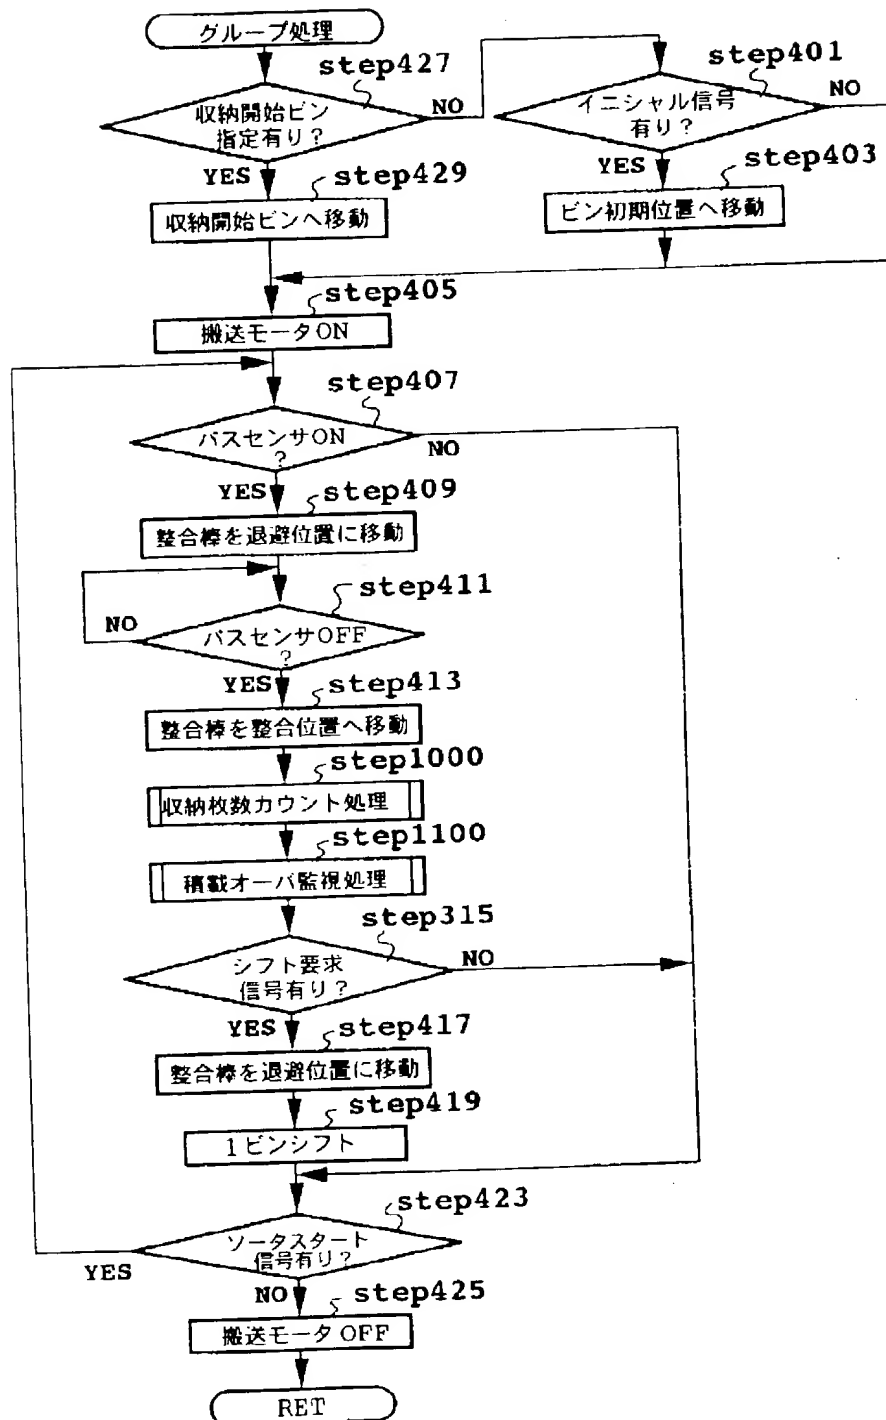 グループ処理
step427
収納開始ビン
指定有り?
NO
YES
step401
イニシャル信号
有り?
NO
YES
step429
収納開始ビンへ移動
step403
ビン初期位置へ移動
step405
搬送モータON
step407
パスセンサON
?
NO
YES
step409
整合棒を退避位置に移動
step411
パスセンサOFF
?
NO
YES
step413
整合棒を整合位置へ移動
step1000
収納枚数カウント処理
step1100
積載オーバ監視処理
step315
シフト要求
信号有り?
NO
YES
step417
整合棒を退避位置に移動
step419
1ビンシフト
step423
ソータスタート
信号有り?
YES
NO
step425
搬送モータOFF
RET